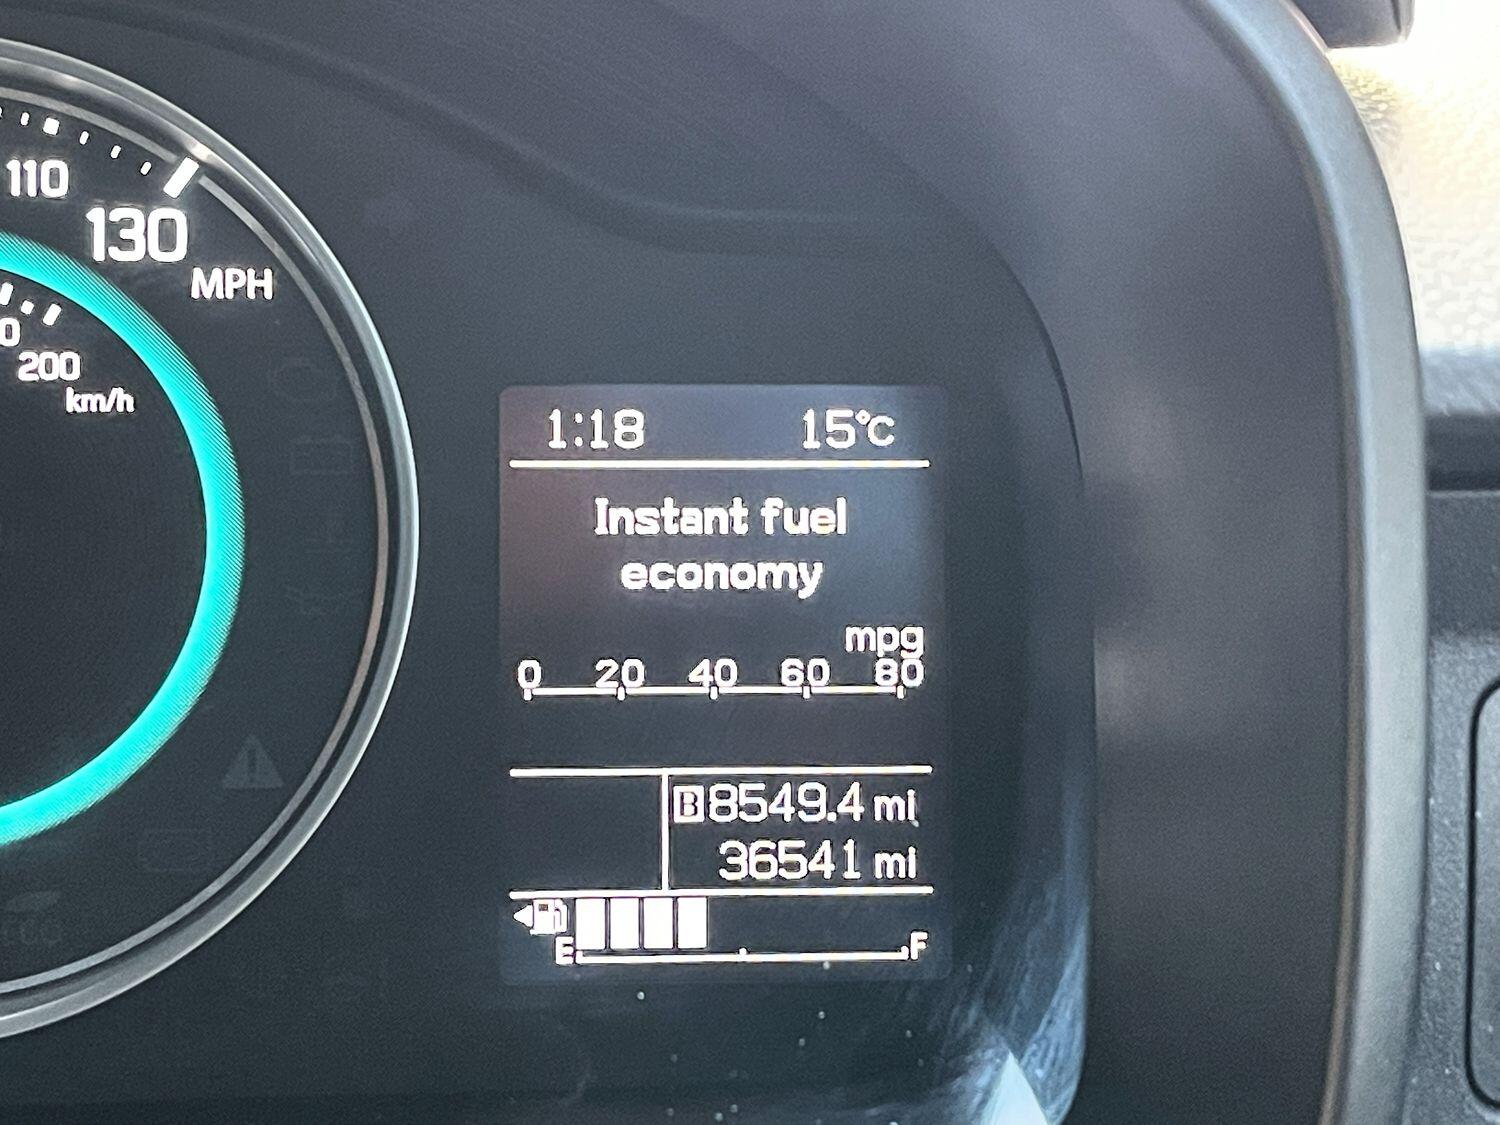 110
130
MPH
200
km/h
1:18 15°C
Instant fuel
economy
mpg
0 20 40 60 80
B 8549.4 mi
36541 mi
E F